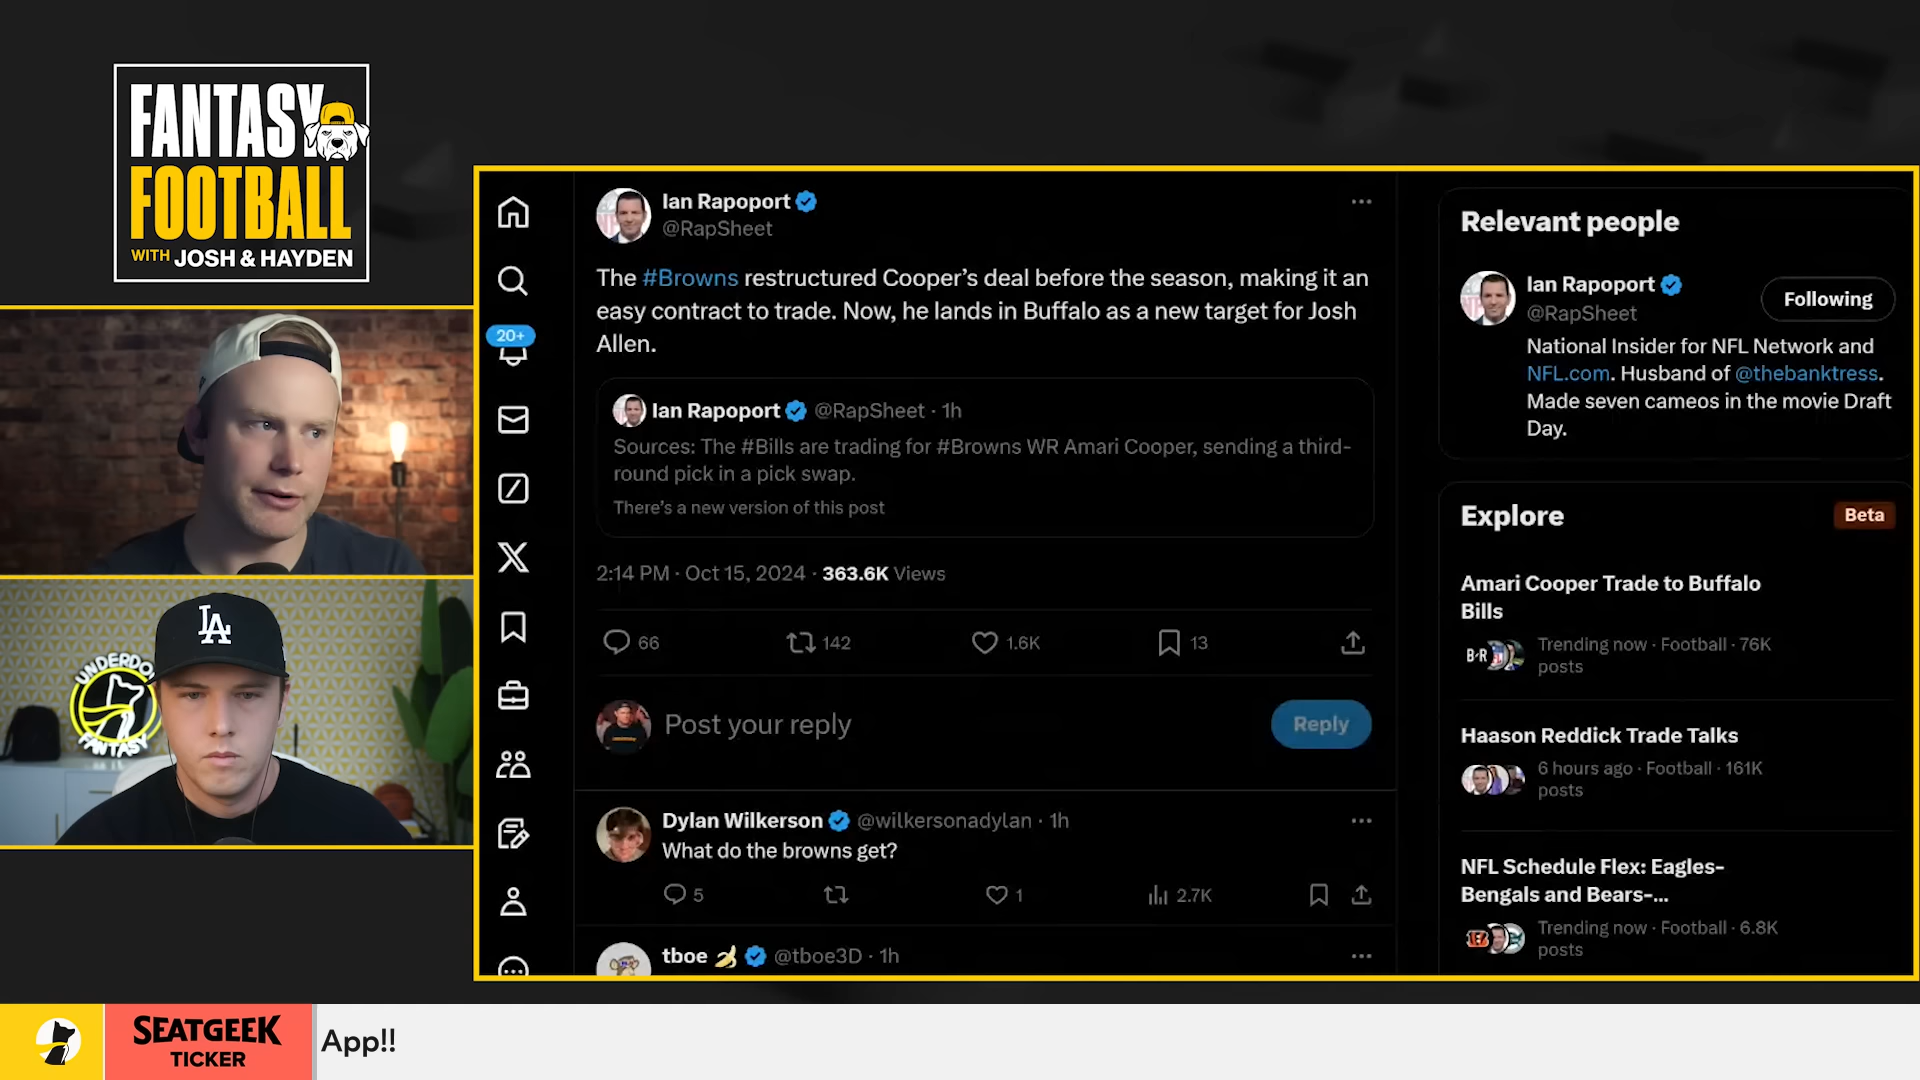 FANTASY
FOOTBALL
WITH JOSH & HAYDEN
LA
UNDERDOG
FANTASY
20+
Ian Rapoport
@RapSheet
The #Browns restructured Cooper's deal before the season, making it an
easy contract to trade. Now, he lands in Buffalo as a new target for Josh
Allen.
Ian Rapoport @RapSheet · 1h
Sources: The #Bills are trading for #Browns WR Amari Cooper, sending a third-
round pick in a pick swap.
There's a new version of this post
2:14 PM · Oct 15, 2024 · 363.6K Views
66 142 1.6K 13
Post your reply
Reply
Dylan Wilkerson @wilkersonadylan · 1h
What do the browns get?
5 1 2.7K
tboe @tboe3D · 1h
Relevant people
Ian Rapoport
@RapSheet
Following
National Insider for NFL Network and
NFL.com. Husband of @thebanktress.
Made seven cameos in the movie Draft
Day.
Explore
Beta
Amari Cooper Trade to Buffalo
Bills
B/R
Trending now · Football · 76K
posts
Haason Reddick Trade Talks
6 hours ago · Football · 161K
posts
NFL Schedule Flex: Eagles-
Bengals and Bears-...
Trending now · Football · 6.8K
posts
SEATGEEK
TICKER
App!!